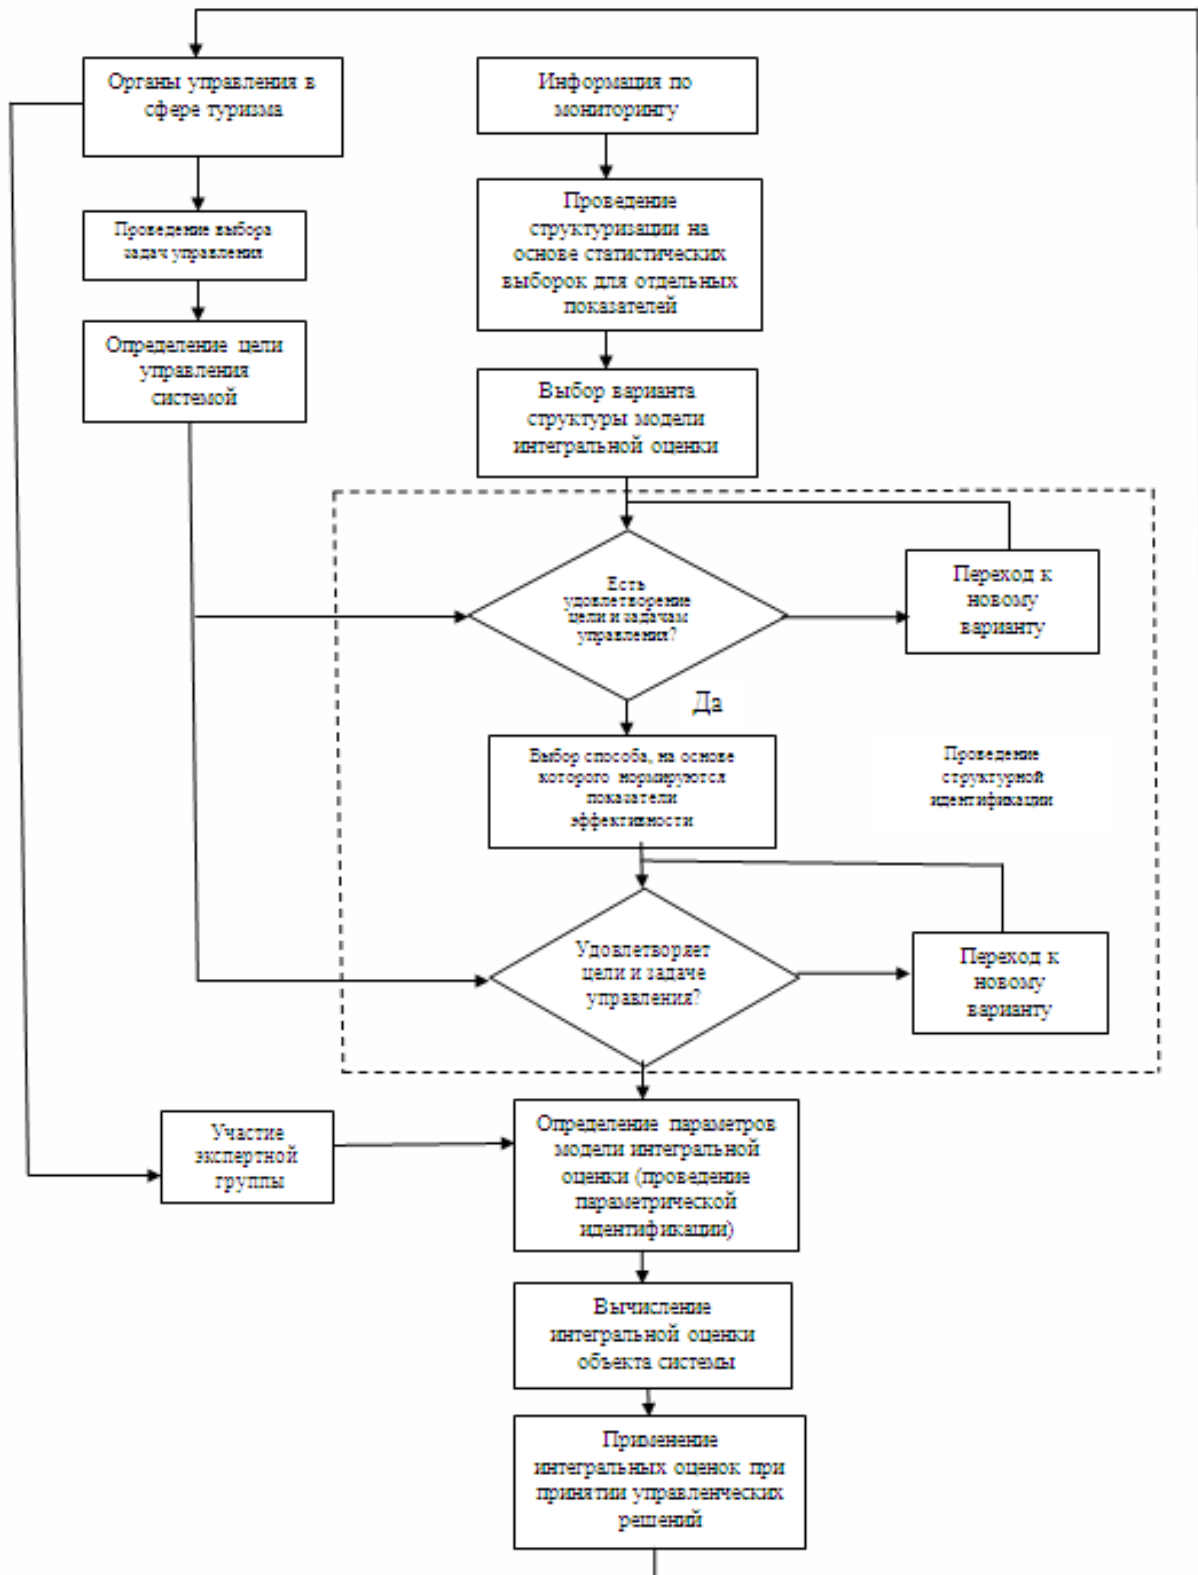 Органы управления в
сфере туризма
Информация по
мониторингу
Проведение выбора
задач управления
Проведение
структуризации на
основе статистических
выборок для отдельных
показателей
Определение цели
управления
системой
Выбор варианта
структуры модели
интегральной оценки
Есть
удовлетворение
цели и задачам
управления?
Переход к
новому
варианту
Да
Выбор способа, на основе
которого нормируются
показатели
эффективности
Проведение
структурной
идентификации
Удовлетворяет
цели и задаче
управления?
Переход к
новому
варианту
Участие
экспертной
группы
Определение параметров
модели интегральной
оценки (проведение
параметрической
идентификации)
Вычисление
интегральной оценки
объекта системы
Применение
интегральных оценок при
принятии управленческих
решений